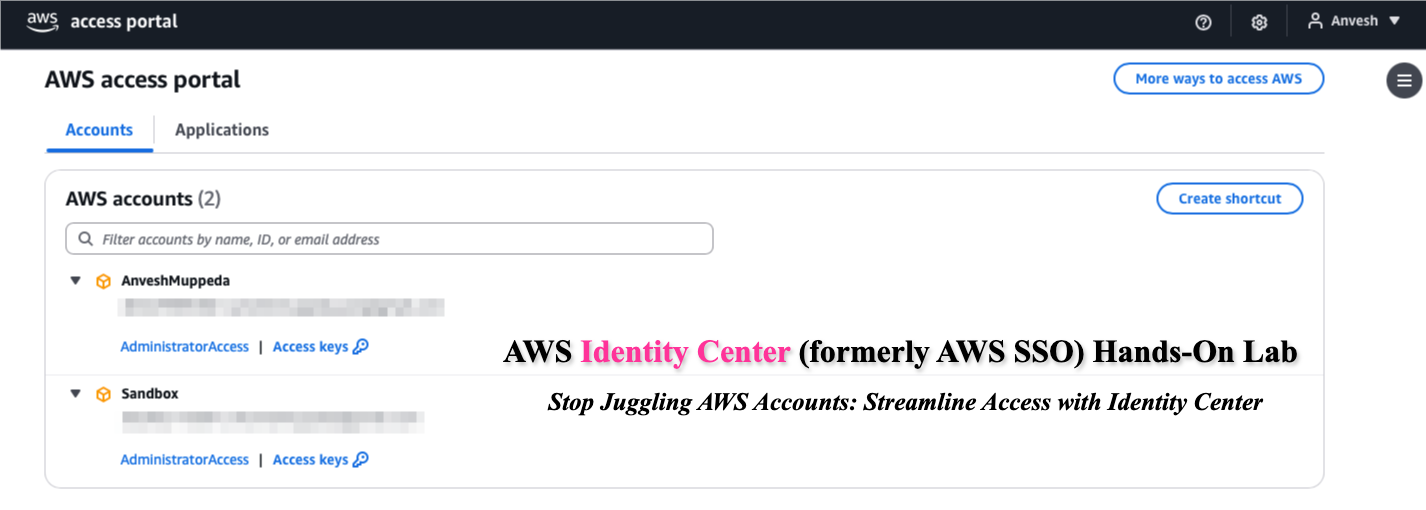 aws access portal
Anvesh
AWS access portal
More ways to access AWS
Accounts
Applications
AWS accounts (2)
Create shortcut
Filter accounts by name, ID, or email address
AnveshMuppeda
AdministratorAccess | Access keys
AWS Identity Center (formerly AWS SSO) Hands-On Lab
Sandbox
Stop Juggling AWS Accounts: Streamline Access with Identity Center
AdministratorAccess | Access keys